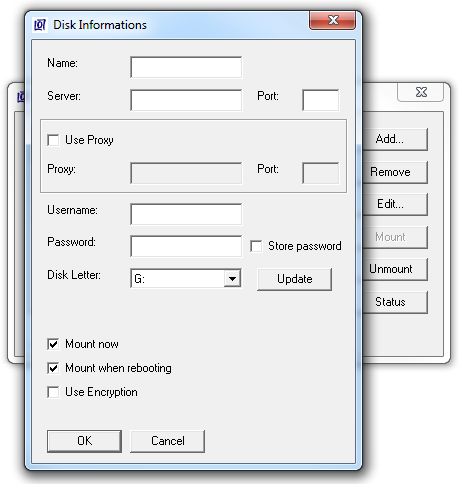 Disk Informations
Name:
Server: Port:
Use Proxy
Proxy: Port:
Username:
Password: Store password
Disk Letter: G: Update
Mount now
Mount when rebooting
Use Encryption
OK Cancel
Add...
Remove
Edit...
Mount
Unmount
Status